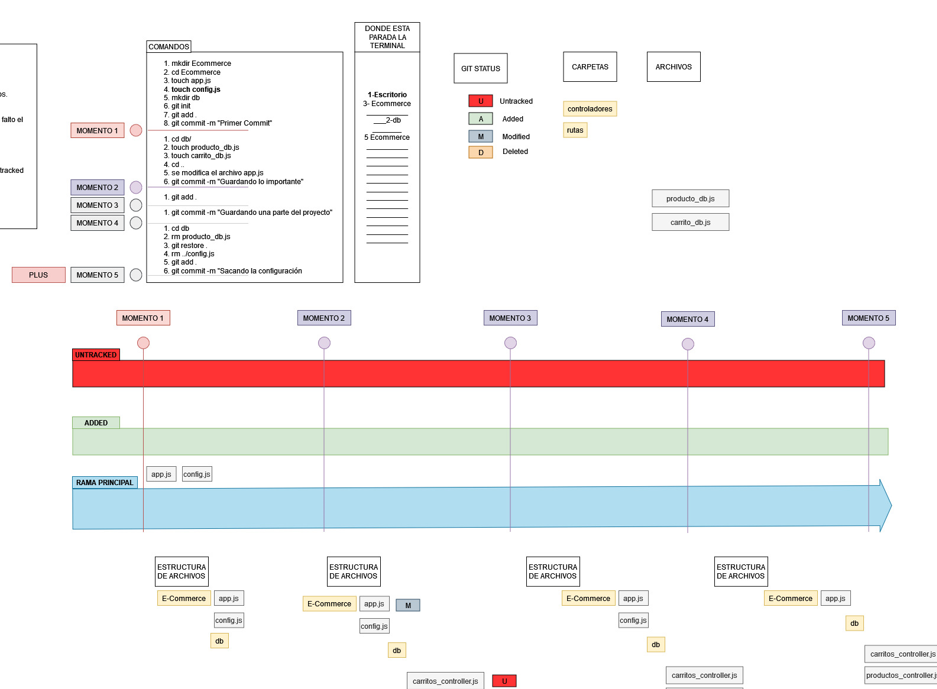 DONDE ESTA
PARADA LA
TERMINAL
COMANDOS
os.
falto el
tracked
1. mkdir Ecommerce
2. cd Ecommerce
3. touch app.js
4. touch config.js
5. mkdir db
6. git init
7. git add .
8. git commit -m "Primer Commit"
1. cd db/
2. touch producto_db.js
3. touch carrito_db.js
4. cd ..
5. se modifica el archivo app.js
6. git commit -m "Guardando lo importante"
1. git add .
1. git commit -m "Guardando una parte del proyecto"
1. cd db
2. rm producto_db.js
3. git restore .
4. rm ../config.js
5. git add .
6. git commit -m "Sacando la configuración
MOMENTO 1
MOMENTO 2
MOMENTO 3
MOMENTO 4
PLUS
MOMENTO 5
1-Escritorio
3- Ecommerce
___2-db
5 Ecommerce
GIT STATUS
U Untracked
A Added
M Modified
D Deleted
CARPETAS
controladores
rutas
ARCHIVOS
producto_db.js
carrito_db.js
MOMENTO 1
MOMENTO 2
MOMENTO 3
MOMENTO 4
MOMENTO 5
UNTRACKED
ADDED
app.js
config.js
RAMA PRINCIPAL
ESTRUCTURA
DE ARCHIVOS
E-Commerce
app.js
config.js
db
ESTRUCTURA
DE ARCHIVOS
E-Commerce
app.js
M
config.js
db
carritos_controller.js
U
ESTRUCTURA
DE ARCHIVOS
E-Commerce
app.js
config.js
db
carritos_controller.js
ESTRUCTURA
DE ARCHIVOS
E-Commerce
app.js
db
carritos_controller.js
productos_controller.j